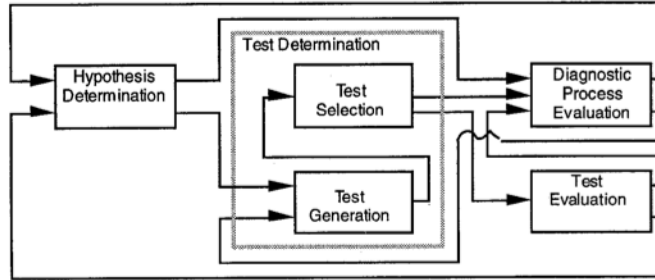 Test Determination
Hypothesis
Determination
Test
Selection
Diagnostic
Process
Evaluation
Test
Generation
Test
Evaluation